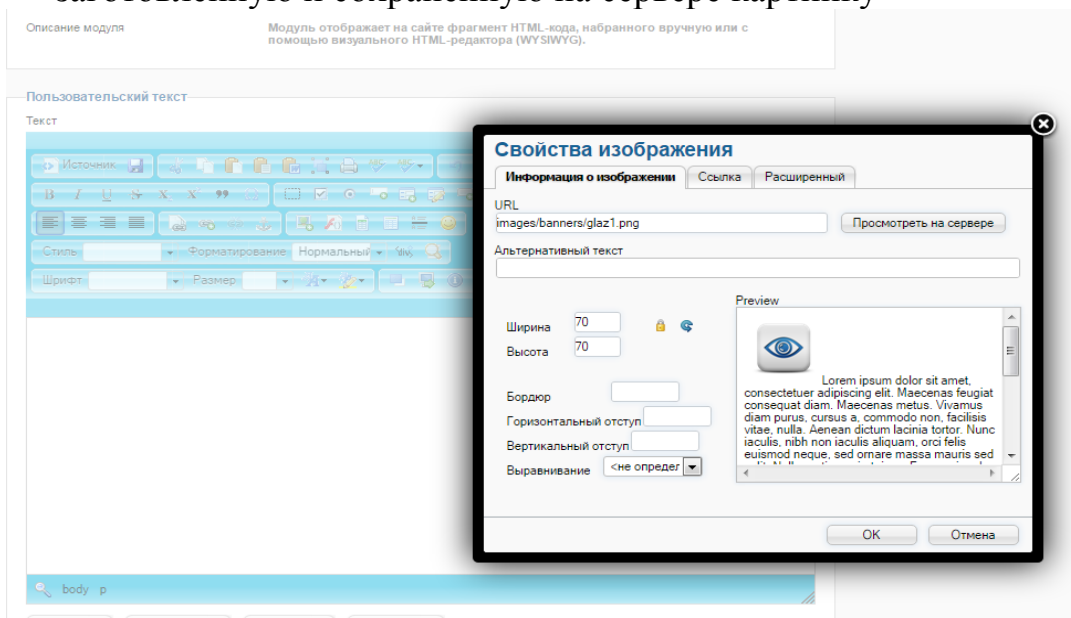 заготовленную и сохраненную на сервере картинку
Описание модуля
Модуль отображает на сайте фрагмент HTML-кода, набранного вручную или с
помощью визуального HTML-редактора (WYSIWYG).
Пользовательский текст
Текст
Источник
Стиль Форматирование Нормальный
Шрифт Размер
body p
Свойства изображения
Информация о изображении Ссылка Расширенный
URL
images/banners/glaz1.png Просмотреть на сервере
Альтернативный текст
Ширина 70
Высота 70
Бордюр
Горизонтальный отступ
Вертикальный отступ
Выравнивание <не определ
Preview
Lorem ipsum dolor sit amet,
consectetuer adipiscing elit. Maecenas feugiat
consequat diam. Maecenas metus. Vivamus
diam purus, cursus a, commodo non, facilisis
vitae, nulla. Aenean dictum lacinia tortor. Nunc
iaculis, nibh non iaculis aliquam, orci felis
euismod neque, sed ornare massa mauris sed
OK Отмена